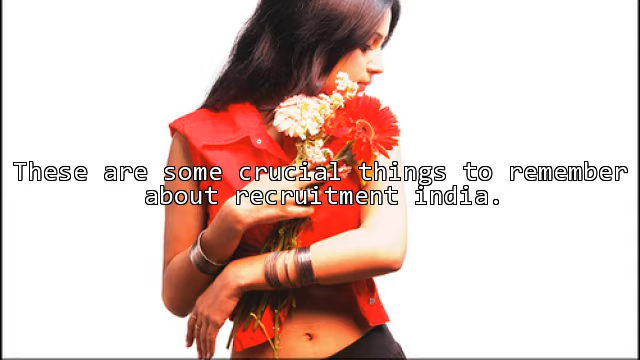 These are some crucial things to remember
about recruitment india.